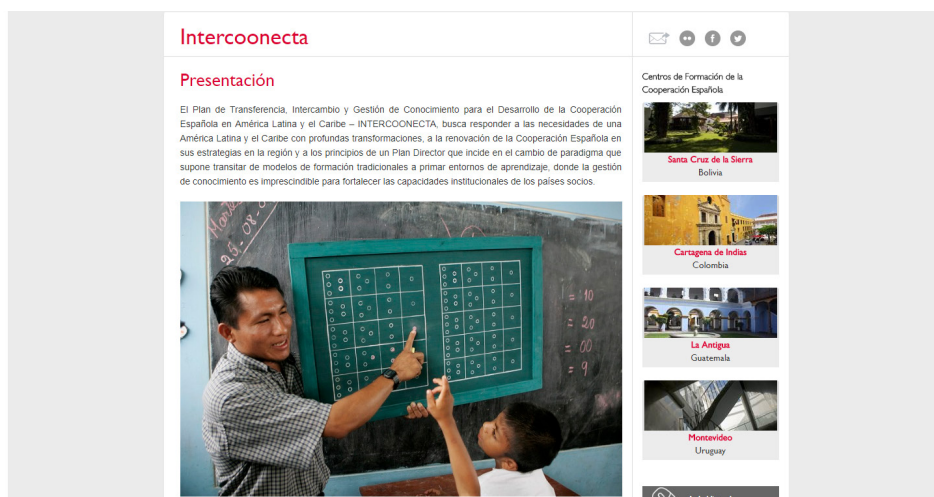 Intercoonecta
Presentación
El Plan de Transferencia, Intercambio y Gestión de Conocimiento para el Desarrollo de la Cooperación
Española en América Latina y el Caribe – INTERCOONECTA, busca responder a las necesidades de una
América Latina y el Caribe con profundas transformaciones, a la renovación de la Cooperación Española en
sus estrategias en la región y a los principios de un Plan Director que incide en el cambio de paradigma que
supone transitar de modelos de formación tradicionales a primar entornos de aprendizaje, donde la gestión
de conocimiento es imprescindible para fortalecer las capacidades institucionales de los países socios.
= 10
= 20
= 00
= 9
Centros de Formación de la
Cooperación Española
Santa Cruz de la Sierra
Bolivia
Cartagena de Indias
Colombia
La Antigua
Guatemala
Montevideo
Uruguay